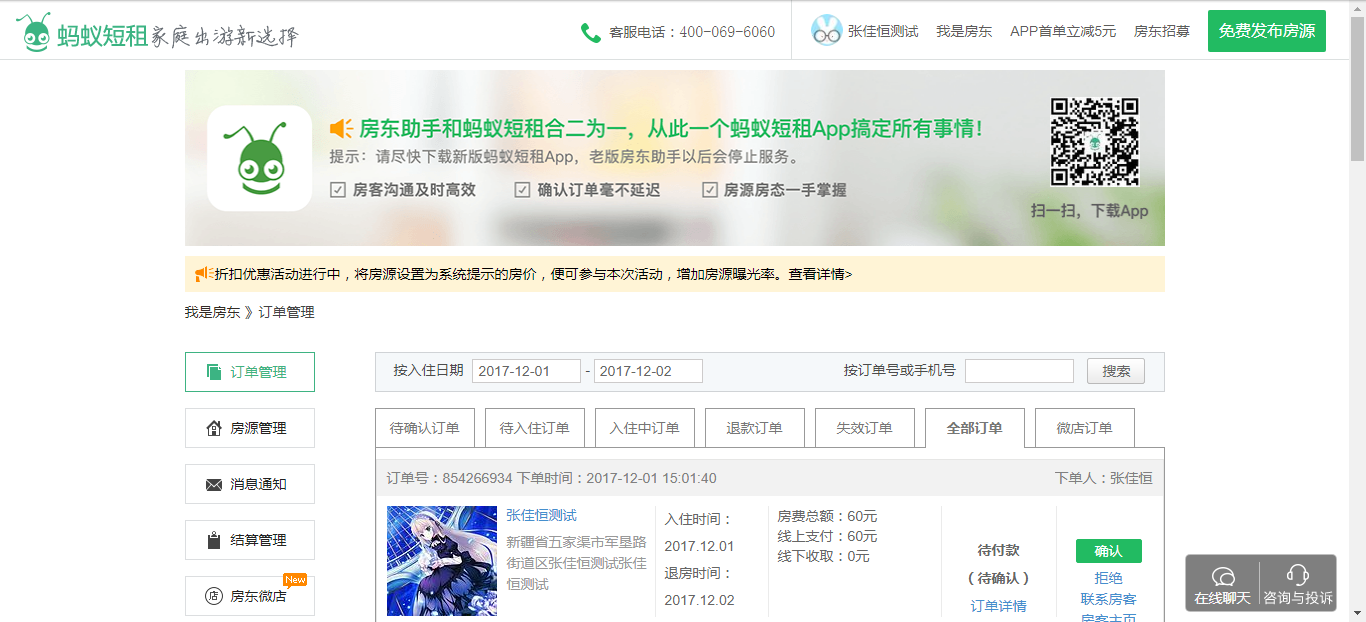 蚂蚁短租 家庭出游新选择
客服电话：400-069-6060
张佳恒测试 我是房东 APP首单立减5元 房东招募 免费发布房源
房东助手和蚂蚁短租合二为一，从此一个蚂蚁短租App搞定所有事情！
提示：请尽快下载新版蚂蚁短租App，老版房东助手以后会停止服务。
房客沟通及时高效 确认订单毫不延迟 房源房态一手掌握
扫一扫，下载App
折扣优惠活动进行中，将房源设置为系统提示的房价，便可参与本次活动，增加房源曝光率。查看详情>
我是房东 》订单管理
订单管理
房源管理
消息通知
结算管理
房东微店
店
New
按入住日期 2017-12-01 - 2017-12-02 按订单号或手机号 搜索
待确认订单 待入住订单 入住中订单 退款订单 失效订单 全部订单 微店订单
订单号：854266934 下单时间：2017-12-01 15:01:40 下单人：张佳恒
张佳恒测试
新疆省五家渠市军垦路
街道区张佳恒测试张佳
恒测试
入住时间：
2017.12.01
退房时间：
2017.12.02
房费总额：60元
线上支付：60元
线下收取：0元
待付款
（待确认）
订单详情
确认
拒绝
联系房客
房客主页
在线聊天 咨询与投诉